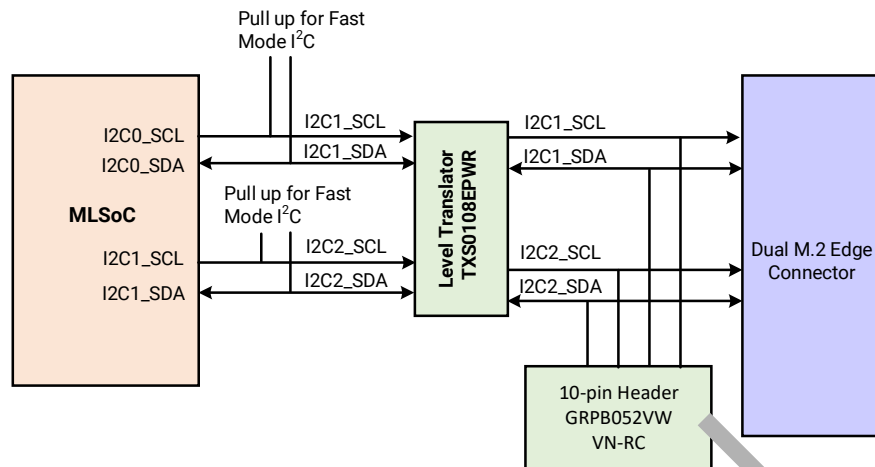 Pull up for Fast
Mode I²C
I2C0_SCL
I2C1_SCL
I2C1_SCL
I2C0_SDA
I2C1_SDA
I2C1_SDA
MLSoC
Pull up for Fast
Mode I²C
Level Translator
TXS0108EPWR
I2C1_SCL
I2C2_SCL
I2C2_SCL
I2C1_SDA
I2C2_SDA
I2C2_SDA
Dual M.2 Edge
Connector
10-pin Header
GRPB052VW
VN-RC